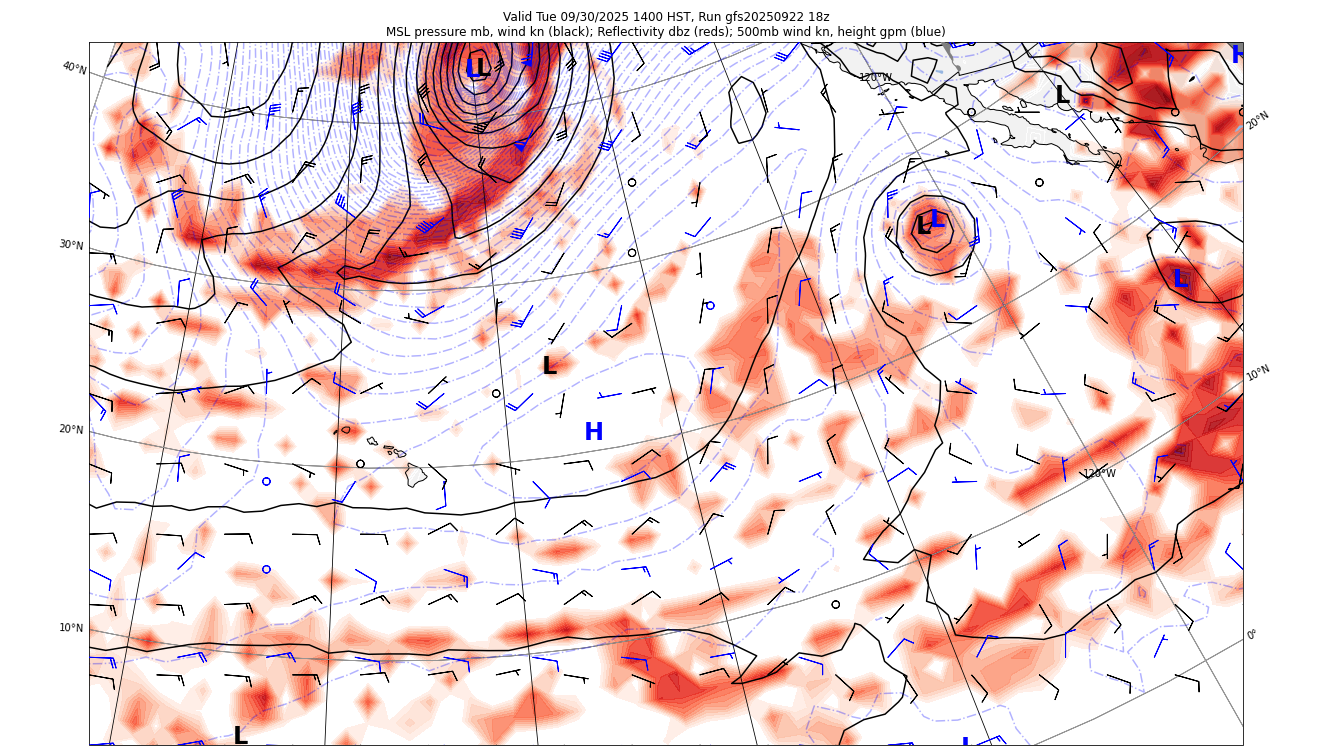 Valid Tue 09/30/2025 1400 HST, Run gfs20250922 18z
MSL pressure mb, wind kn (black); Reflectivity dbz (reds); 500mb wind kn, height gpm (blue)
H
40°N
L
L
120°W
L
20°N
L
L
30°N
L
L
10°N
H
20°N
120°W
10°N
0°
L
L